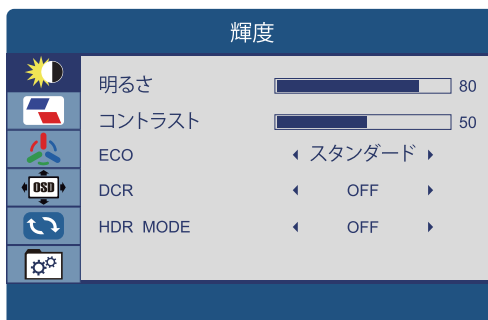 輝度
明るさ 80
コントラスト 50
ECO スタンダード
DCR OFF
OSD
HDR MODE OFF